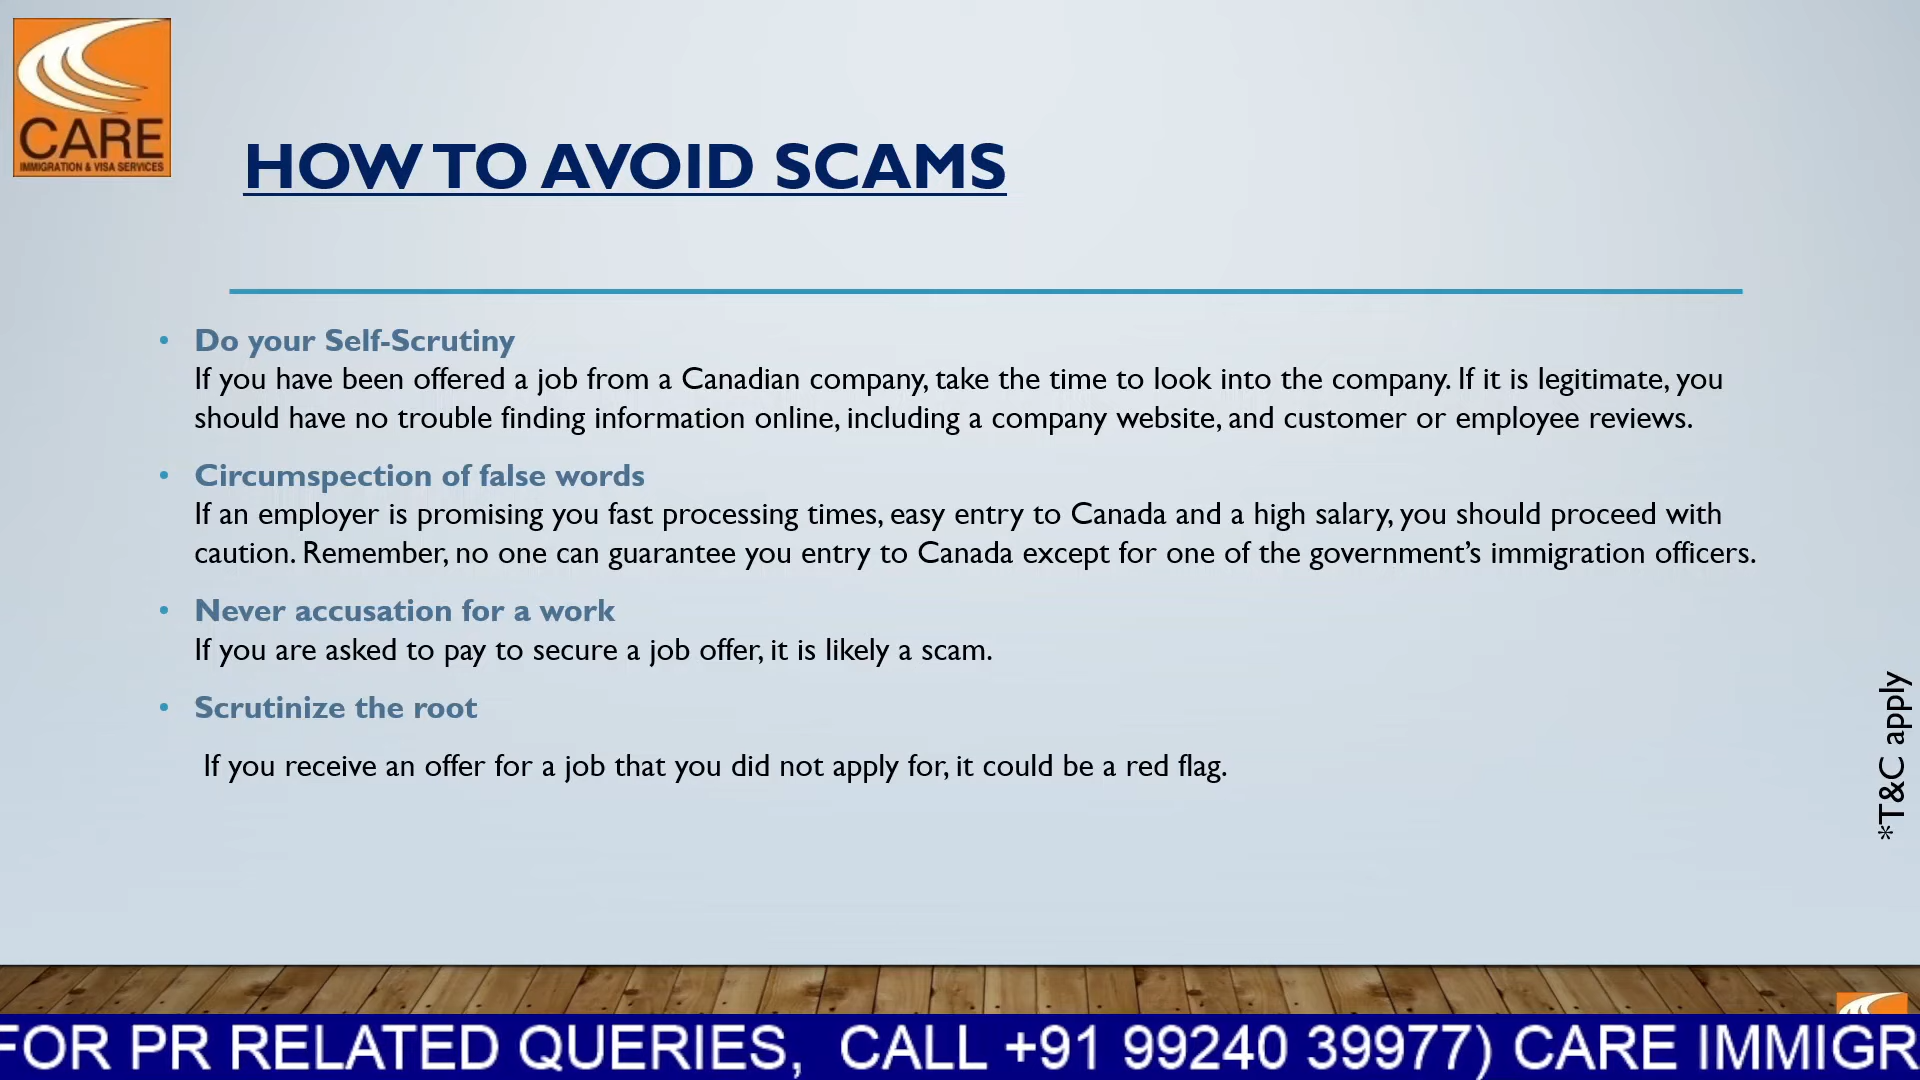 CARE
IMMIGRATION & VISA SERVICES
HOW TO AVOID SCAMS
• Do your Self-Scrutiny
If you have been offered a job from a Canadian company, take the time to look into the company. If it is legitimate, you
should have no trouble finding information online, including a company website, and customer or employee reviews.
• Circumspection of false words
If an employer is promising you fast processing times, easy entry to Canada and a high salary, you should proceed with
caution. Remember, no one can guarantee you entry to Canada except for one of the government’s immigration officers.
• Never accusation for a work
If you are asked to pay to secure a job offer, it is likely a scam.
• Scrutinize the root
If you receive an offer for a job that you did not apply for, it could be a red flag.
*T&C apply
FOR PR RELATED QUERIES, CALL +91 99240 39977) CARE IMMIGR